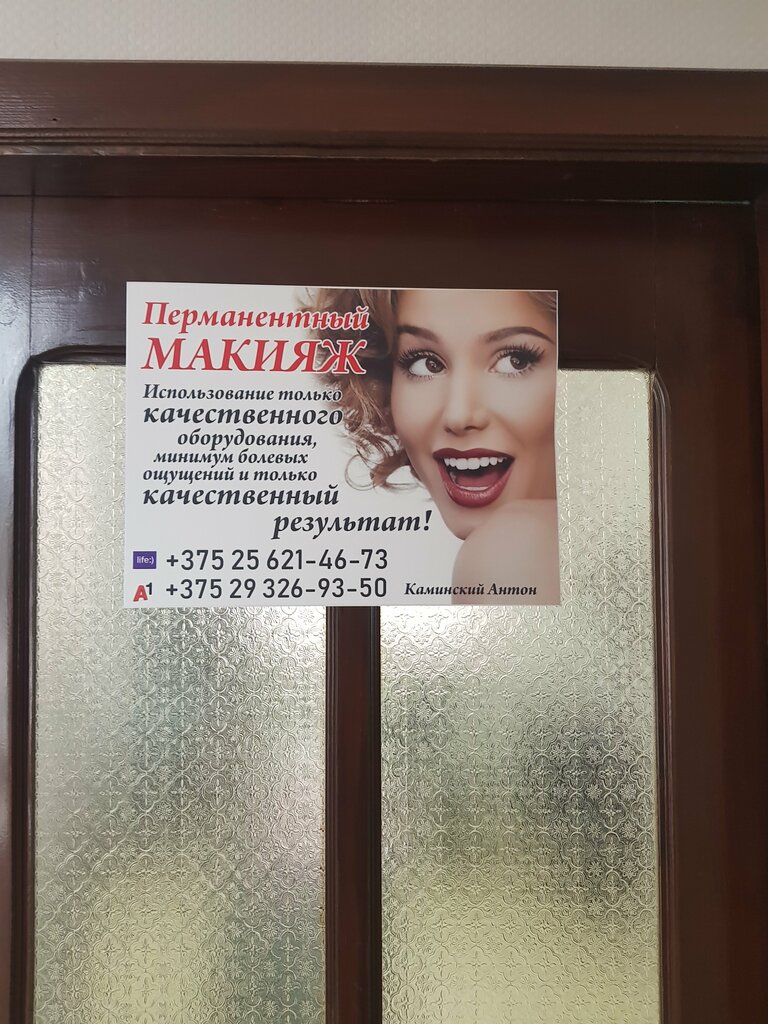 Перманентный
МАКИЯЖ
Использование только
качественного
оборудования,
минимум болевых
ощущений и только
качественный
результат!
life:) +375 25 621-46-73
A1 +375 29 326-93-50 Каминский Антон